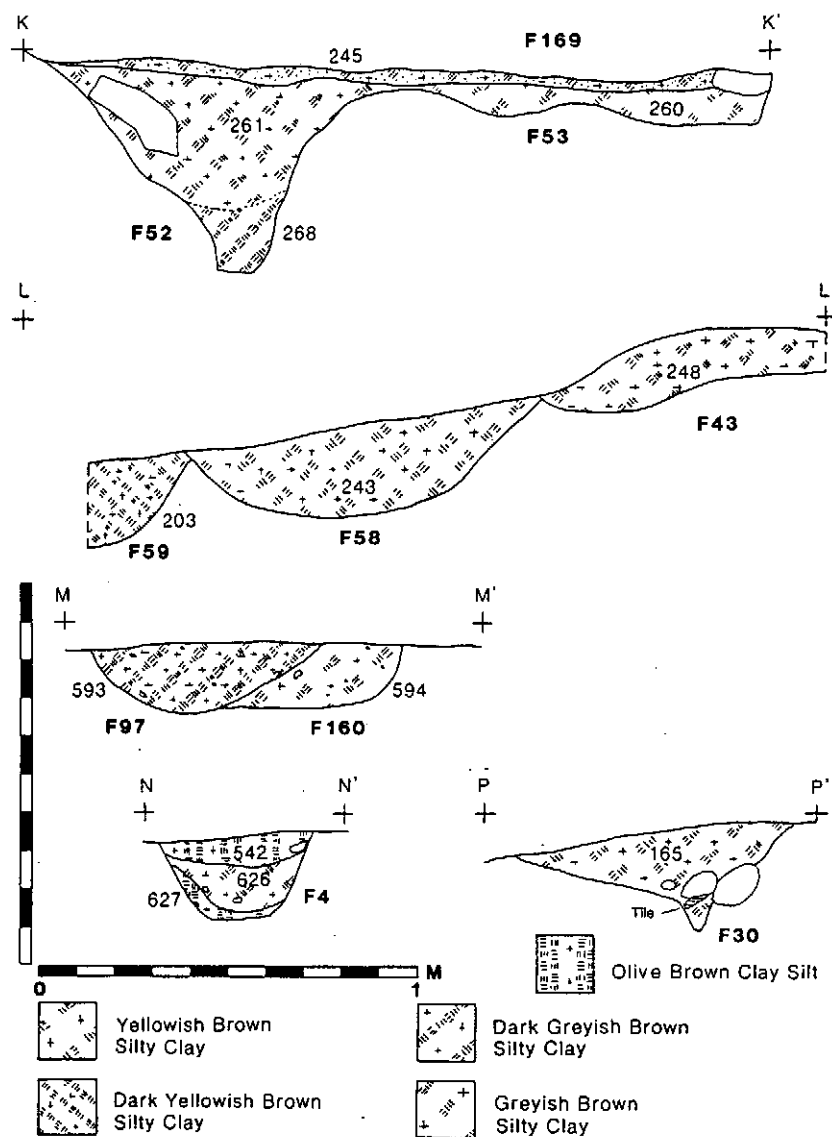 K K'
F169
245
261
260
F53
F52
268
L L
248
F43
243
203
F58
F59
M M'
593 594
F97 F160
N N' P P'
542
165
626
627 F4
Tile
F30
Olive Brown Clay Silt
M
0 1
Yellowish Brown
Silty Clay
Dark Greyish Brown
Silty Clay
Dark Yellowish Brown
Silty Clay
Greyish Brown
Silty Clay